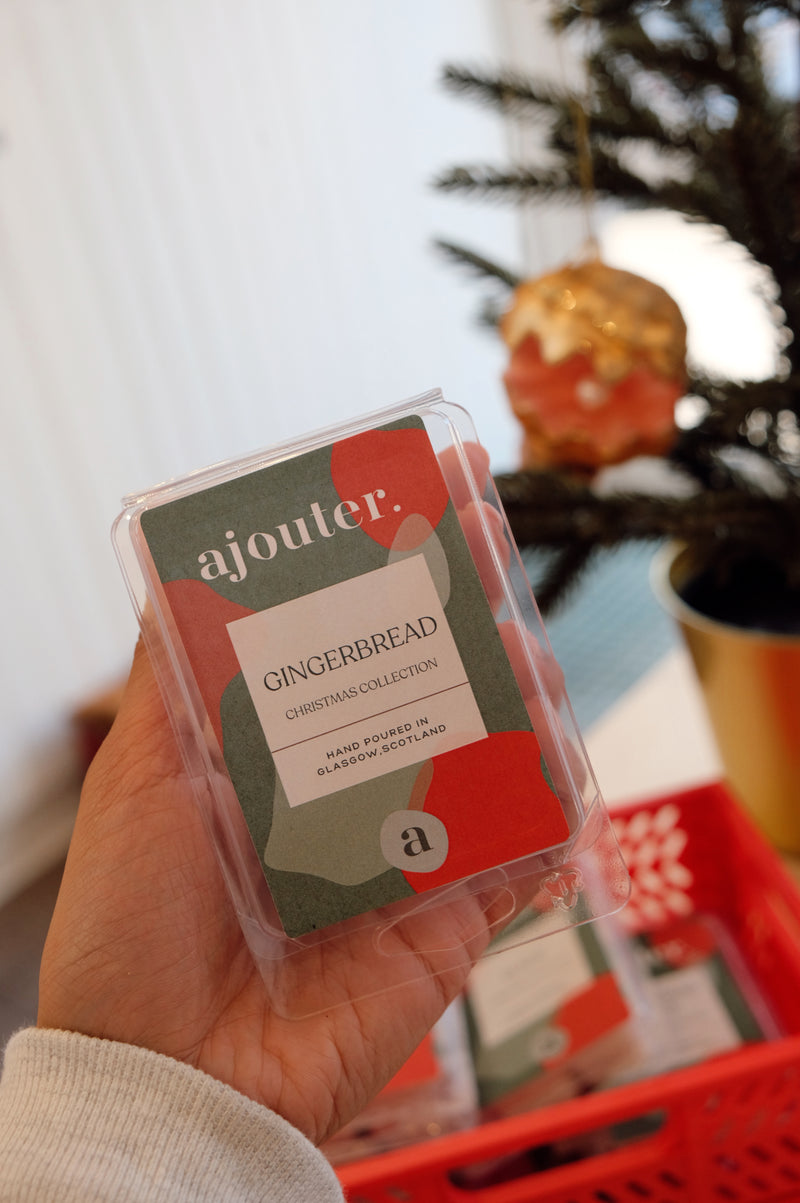 ajouter.
GINGERBREAD
CHRISTMAS COLLECTION
HAND POURED IN
GLASGOW,SCOTLAND
a